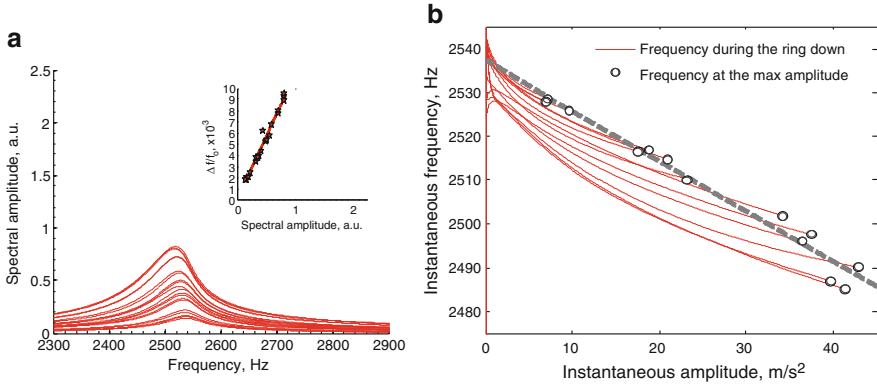 a
2.5
2
1.5
1
0.5
0
2300 2400 2500 2600 2700 2800 2900
Spectral amplitude, a.u.
Frequency, Hz
10
9
8
7
6
5
4
3
2
1
0
0 1 2
Δ f/f₀, x10³
Spectral amplitude, a.u.
b
2540
2530
2520
2510
2500
2490
2480
0 10 20 30 40
Instantaneous frequency, Hz
Instantaneous amplitude, m/s²
Frequency during the ring down
Frequency at the max amplitude